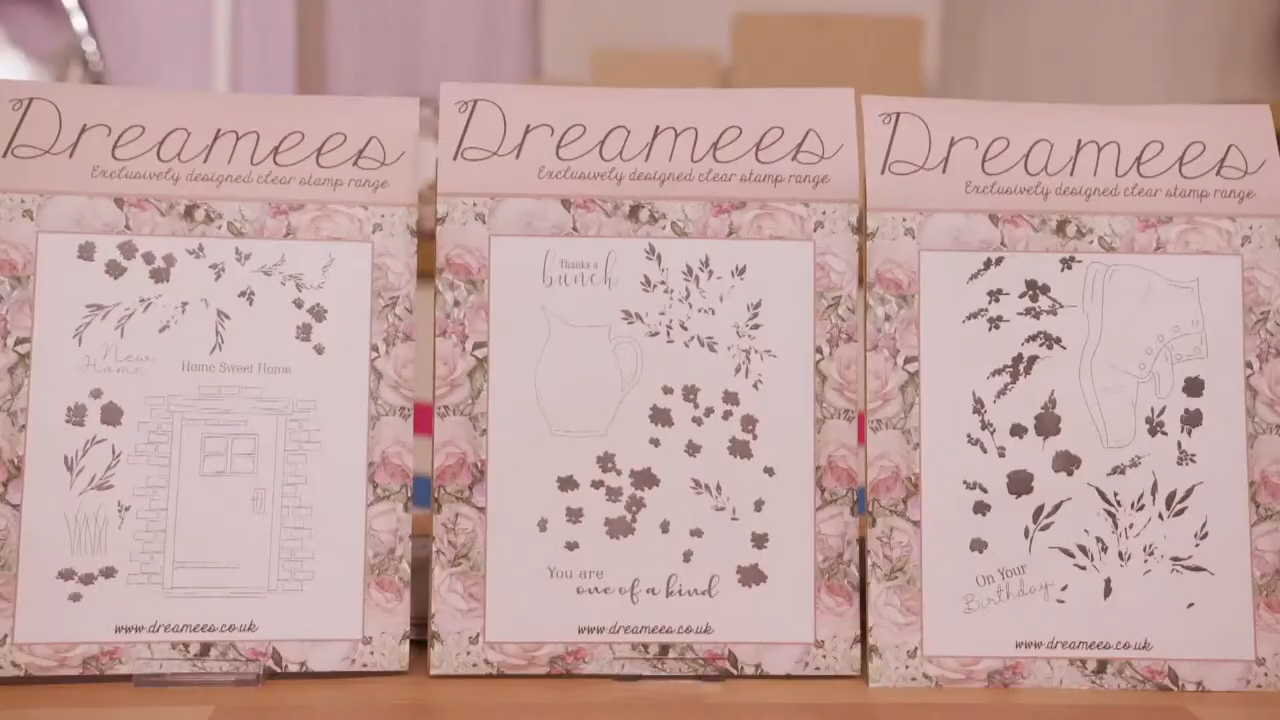 Dreamees
Exclusively designed clear stamp range
New
Home
Home Sweet Home
www.dreamees.co.uk
Dreamees
Exclusively designed clear stamp range
Thanks a
bunch
You are
one of a kind
www.dreamees.co.uk
Dreamees
Exclusively designed clear stamp range
On Your
Birthday
www.dreamees.co.uk